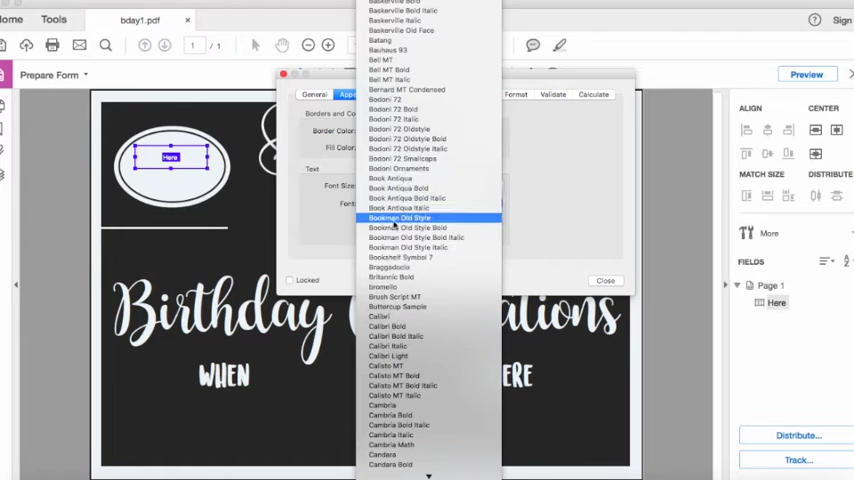 ome Tools bday1.pdf × Sign
1 / 1
Prepare Form Preview
General Appe Format Validate Calculate
Borders and Co
Border Color:
Fill Color:
Text
Font Size:
Font:
Locked Close
Baskerville Bold
Baskerville Bold Italic
Baskerville Italic
Baskerville Old Face
Batang
Bauhaus 93
Bell MT
Bell MT Bold
Bell MT Italic
Bernard MT Condensed
Bodoni 72
Bodoni 72 Bold
Bodoni 72 Italic
Bodoni 72 Oldstyle
Bodoni 72 Oldstyle Bold
Bodoni 72 Oldstyle Italic
Bodoni 72 Smallcaps
Bodoni Ornaments
Book Antiqua
Book Antiqua Bold
Book Antiqua Bold Italic
Book Antiqua Italic
Bookman Old Style
Bookman Old Style Bold
Bookman Old Style Bold Italic
Bookman Old Style Italic
Bookshelf Symbol 7
Braggadocio
Britannic Bold
bromello
Brush Script MT
Buttercup Sample
Calibri
Calibri Bold
Calibri Bold Italic
Calibri Italic
Calibri Light
Calisto MT
Calisto MT Bold
Calisto MT Bold Italic
Calisto MT Italic
Cambria
Cambria Bold
Cambria Bold Italic
Cambria Italic
Cambria Math
Candara
Candara Bold
Here
Birthday ations
WHEN ERE
ALIGN CENTER
MATCH SIZE DISTRIBUTE
More
FIELDS
Page 1
Here
Distribute...
Track...